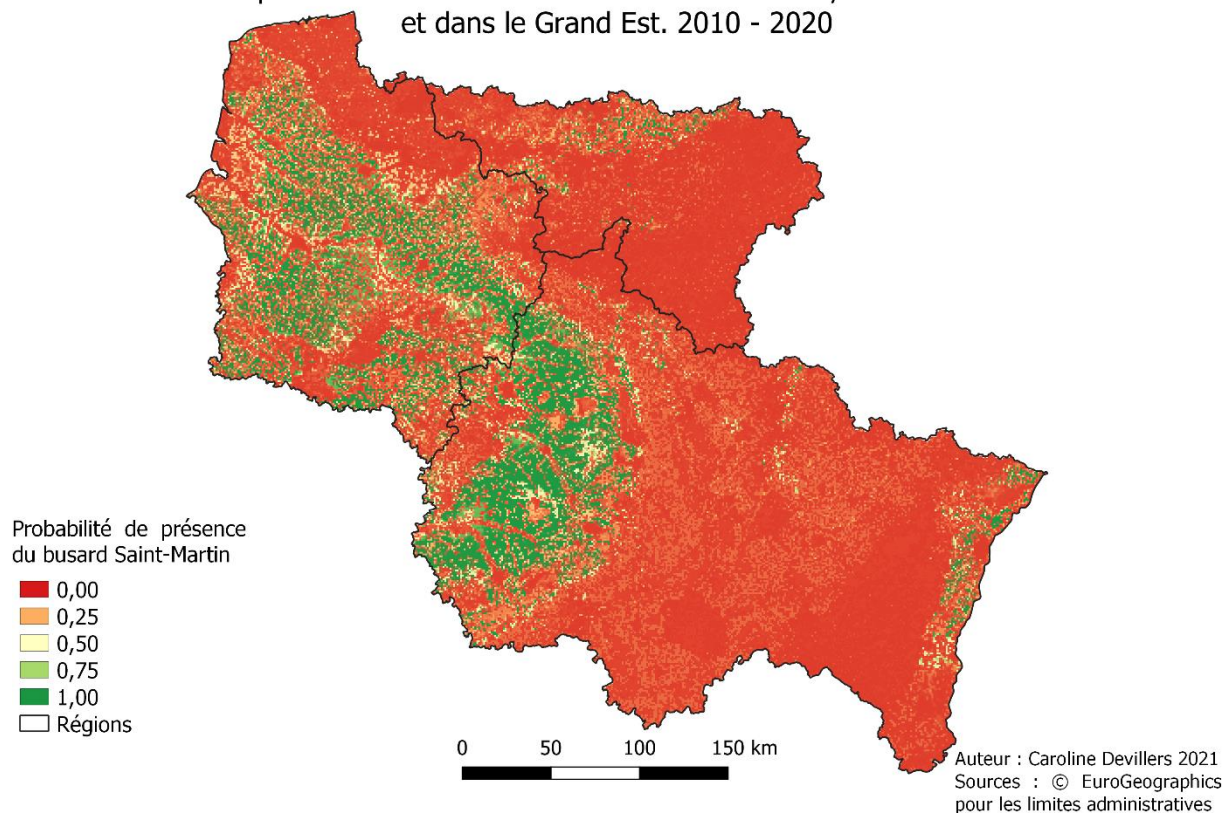 et dans le Grand Est. 2010 - 2020
Probabilité de présence
du busard Saint-Martin
0,00
0,25
0,50
0,75
1,00
Régions
0 50 100 150 km
Auteur : Caroline Devillers 2021
Sources : © EuroGeographics
pour les limites administratives